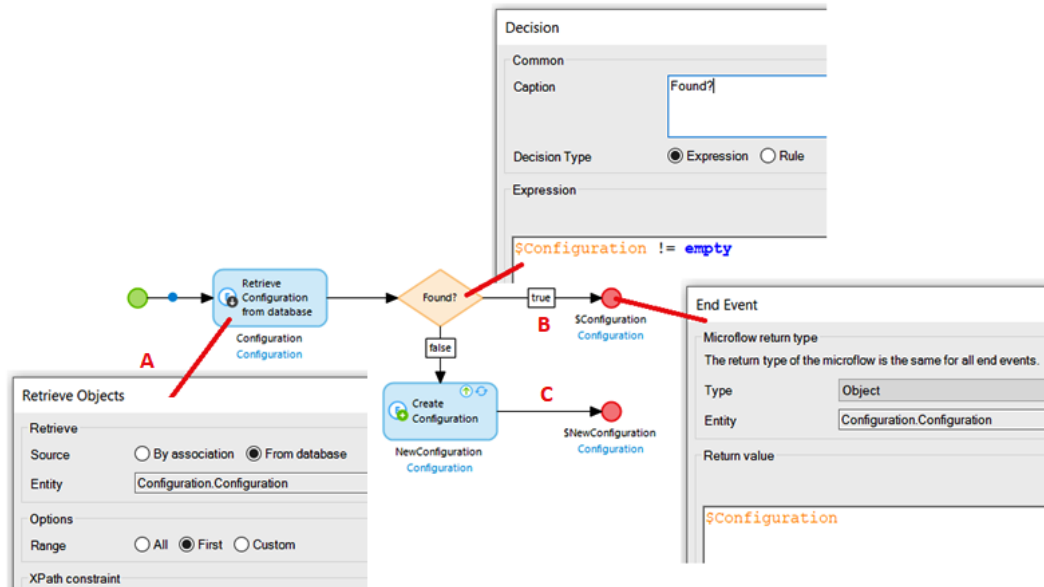 Decision
Common
Caption
Found?
Decision Type
Expression
Rule
Expression
$Configuration != empty
Retrieve
Configuration
from database
Configuration
Configuration
Found?
true
false
B
$Configuration
Configuration
A
Create
Configuration
NewConfiguration
Configuration
C
$NewConfiguration
Configuration
End Event
Microflow return type
The return type of the microflow is the same for all end events.
Type
Object
Entity
Configuration.Configuration
Return value
$Configuration
Retrieve Objects
Retrieve
Source
By association
From database
Entity
Configuration.Configuration
Options
Range
All
First
Custom
XPath constraint